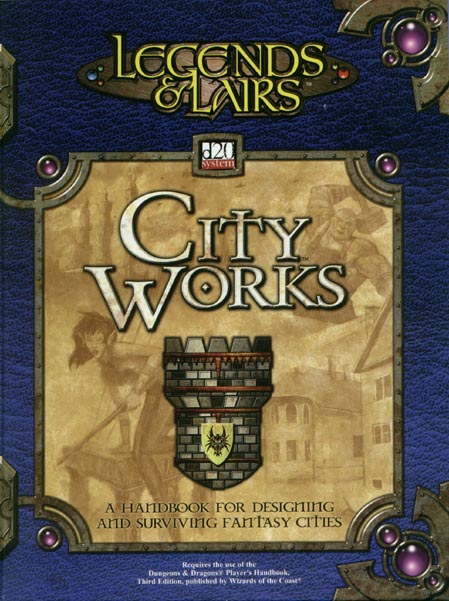 LEGENDS
& LAIRS
d20
system
CITY
WORKS™
A HANDBOOK FOR DESIGNING
AND SURVIVING FANTASY CITIES
Requires the use of the
Dungeons & Dragons® Player's Handbook,
Third Edition, published by Wizards of the Coast®